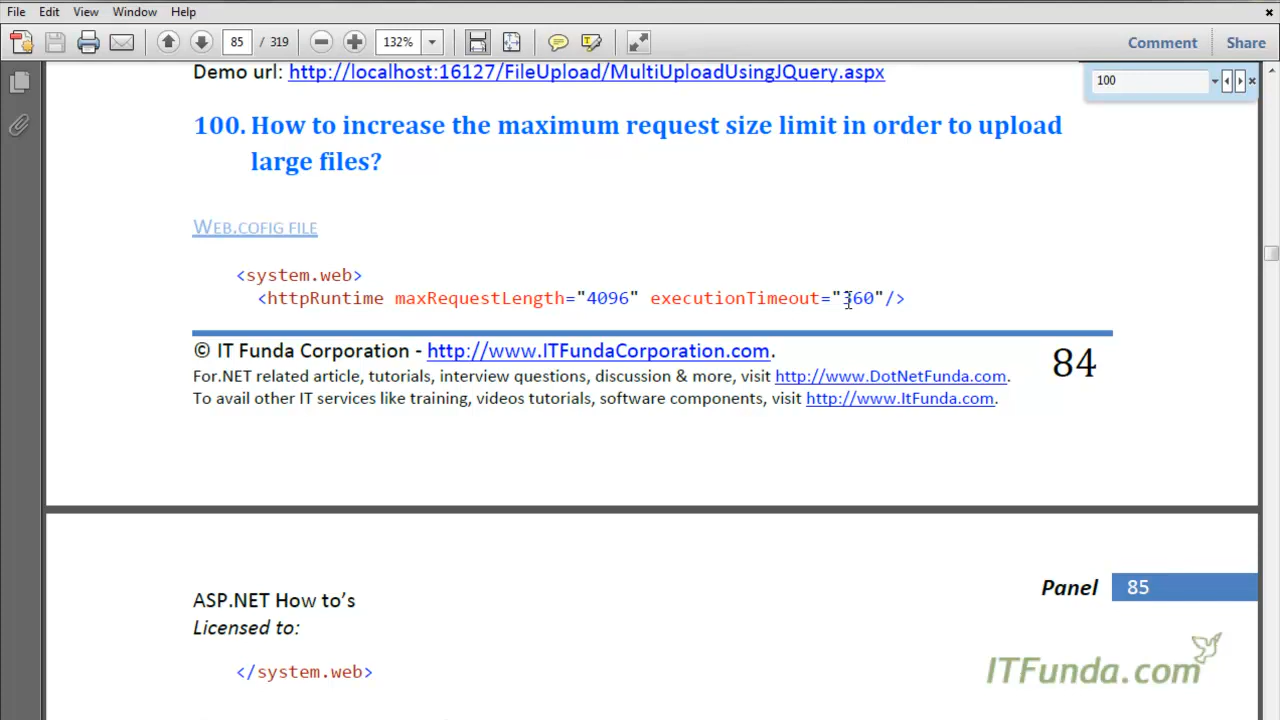 File Edit View Window Help
85 / 319 132% Comment Share
Demo url: http://localhost:16127/FileUpload/MultiUploadUsingJQuery.aspx
100
100. How to increase the maximum request size limit in order to upload
large files?
WEB.COFIG FILE
<system.web>
<httpRuntime maxRequestLength="4096" executionTimeout="360"/>
© IT Funda Corporation - http://www.ITFundaCorporation.com.
84
For.NET related article, tutorials, interview questions, discussion & more, visit http://www.DotNetFunda.com.
To avail other IT services like training, videos tutorials, software components, visit http://www.ItFunda.com.
Panel 85
ASP.NET How to’s
Licensed to:
</system.web>
ITFunda.com